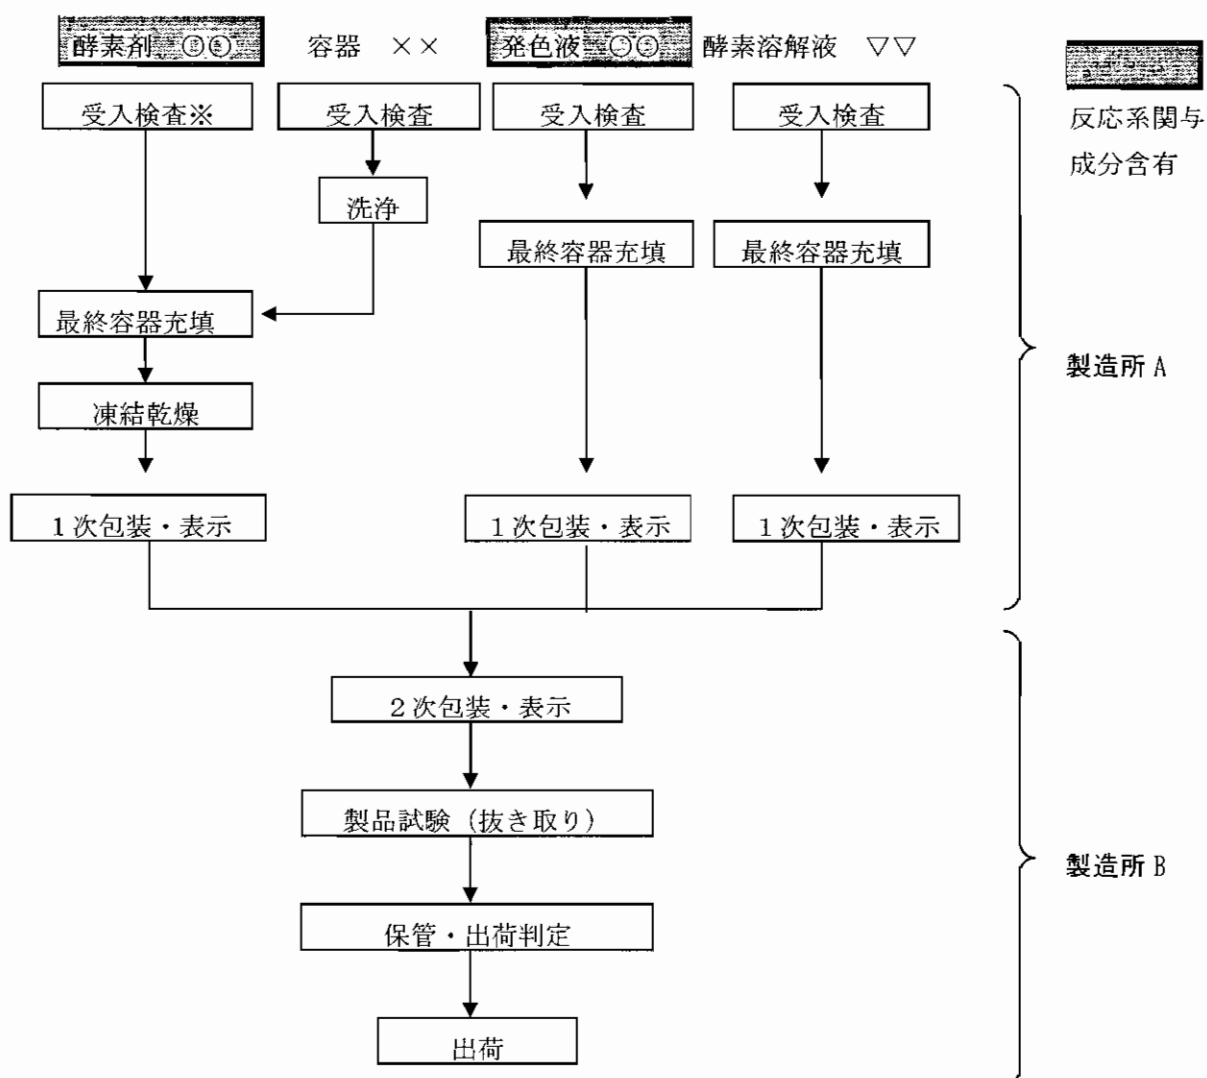 酵素剤 ○○ 容器 ×× 発色液 ○○ 酵素溶解液 ▽▽
受入検査※ 受入検査 受入検査 受入検査
反応系関与
成分含有
洗浄
最終容器充填 最終容器充填
最終容器充填
製造所 A
凍結乾燥
1次包装・表示 1次包装・表示 1次包装・表示
2次包装・表示
製品試験（抜き取り）
製造所 B
保管・出荷判定
出荷